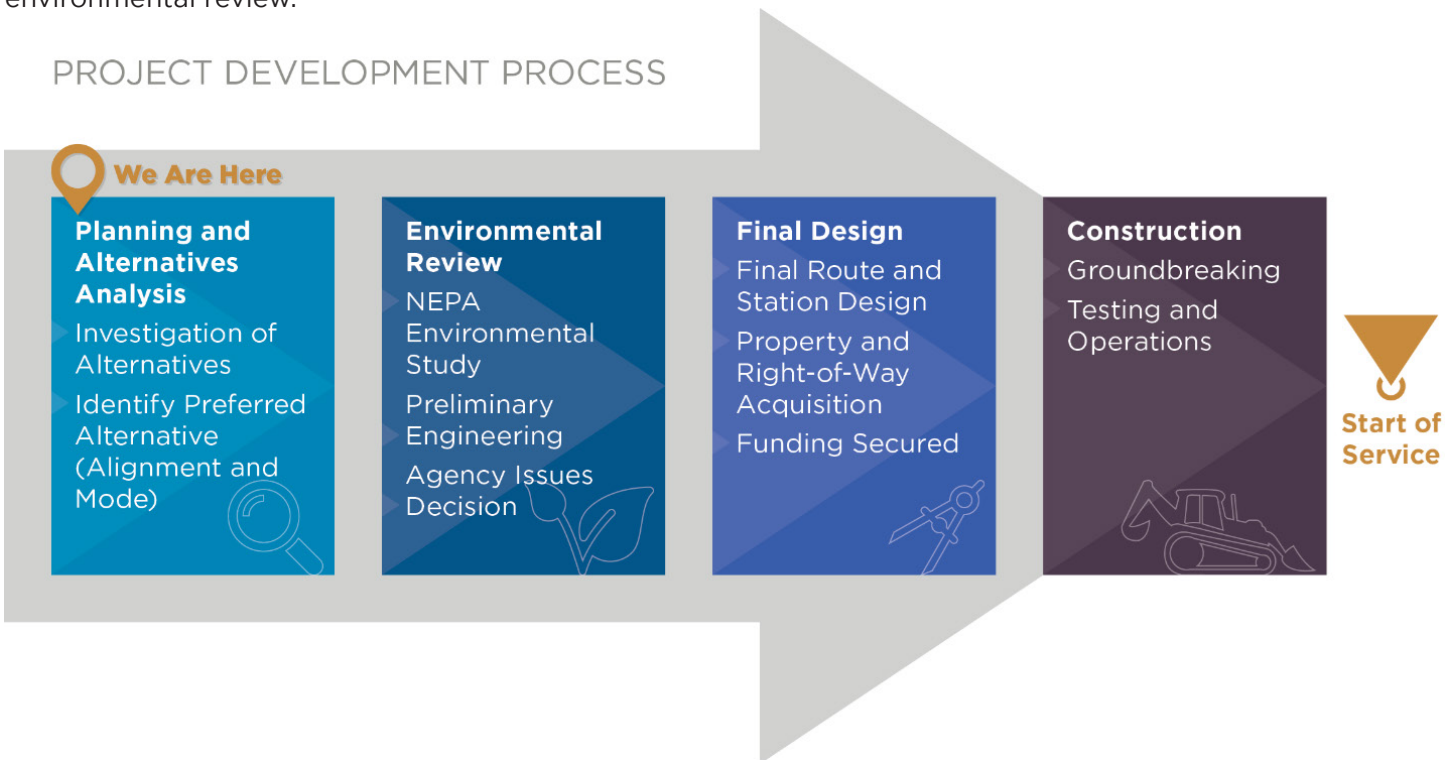 environmental review.
PROJECT DEVELOPMENT PROCESS
We Are Here
Planning and
Alternatives
Analysis
Investigation of
Alternatives
Identify Preferred
Alternative
(Alignment and
Mode)
Environmental
Review
NEPA
Environmental
Study
Preliminary
Engineering
Agency Issues
Decision
Final Design
Final Route and
Station Design
Property and
Right-of-Way
Acquisition
Funding Secured
Construction
Groundbreaking
Testing and
Operations
Start of
Service